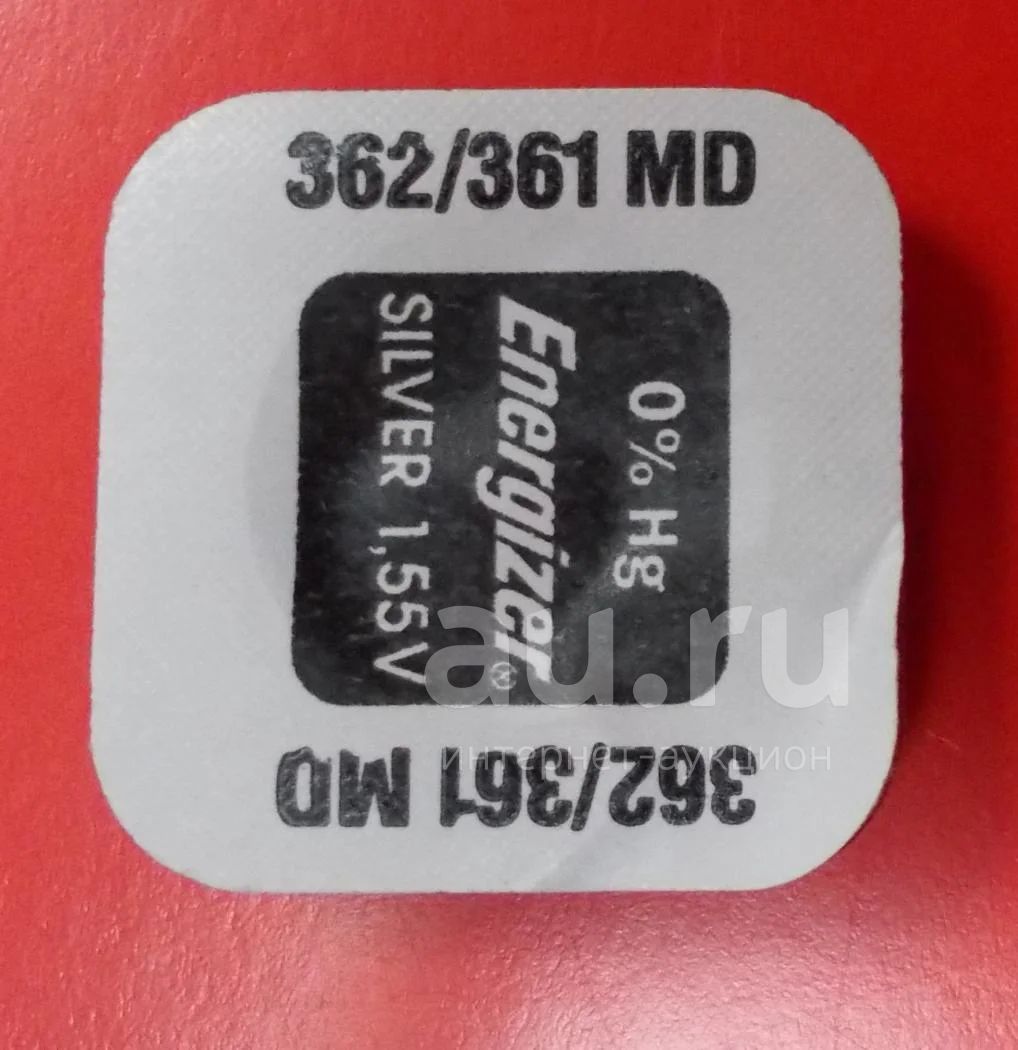 362/361 MD
0% Hg
Energizer®
SILVER 1,55V
au.ru
интернет-аукцион
362/361 MD